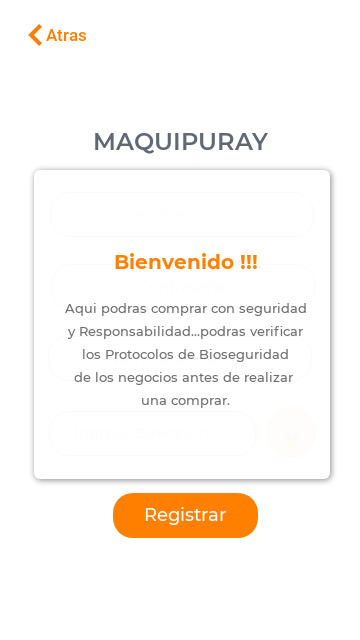 Atras
MAQUIPURAY
Bienvenido !!!
Aqui podras comprar con seguridad
y Responsabilidad...podras verificar
los Protocolos de Bioseguridad
de los negocios antes de realizar
una comprar.
Registrar